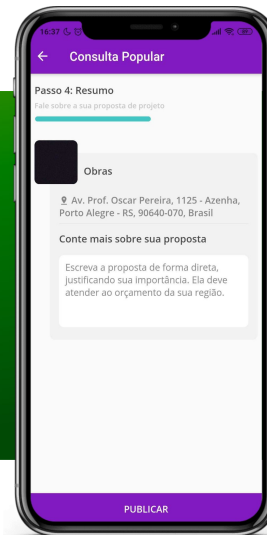 16:37
Consulta Popular
Passo 4: Resumo
Fale sobre a sua proposta de projeto
Obras
Av. Prof. Oscar Pereira, 1125 - Azenha,
Porto Alegre - RS, 90640-070, Brasil
Conte mais sobre sua proposta
Escreva a proposta de forma direta,
justificando sua importância. Ela deve
atender ao orçamento da sua região.
PUBLICAR